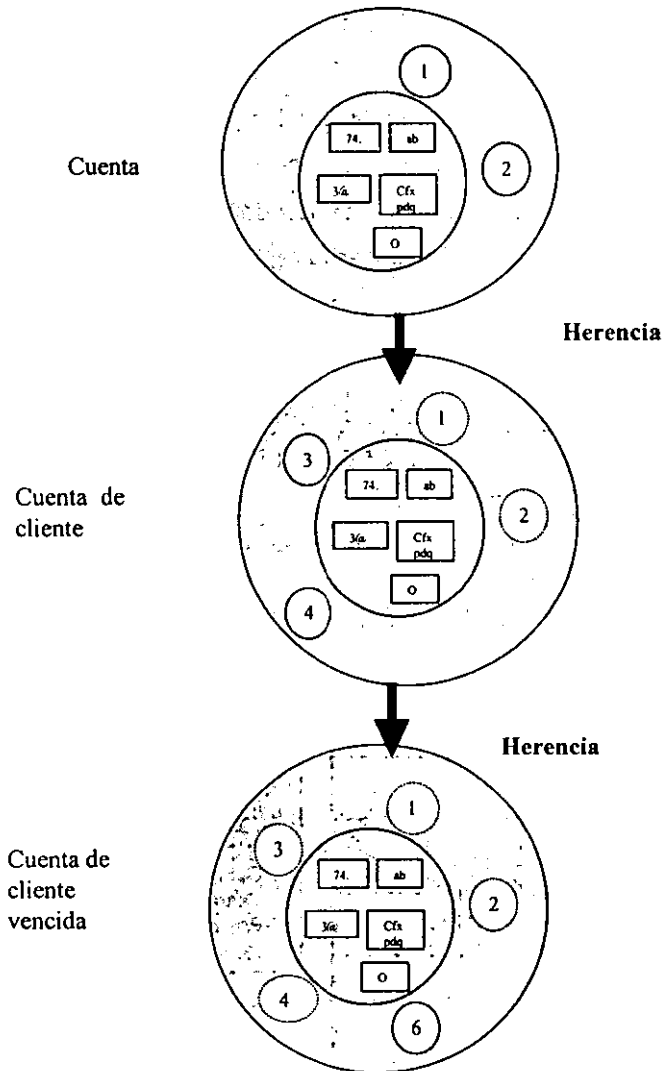 1
74.
ab
Cuenta
2
3/a
Cfx
pdq
O
Herencia
1
3
74.
ab
Cuenta de
cliente
2
3/a
Cfx
pdq
O
4
Herencia
1
3
Cuenta de
cliente
vencida
74.
ab
2
3/a
Cfx
pdq
O
4
6